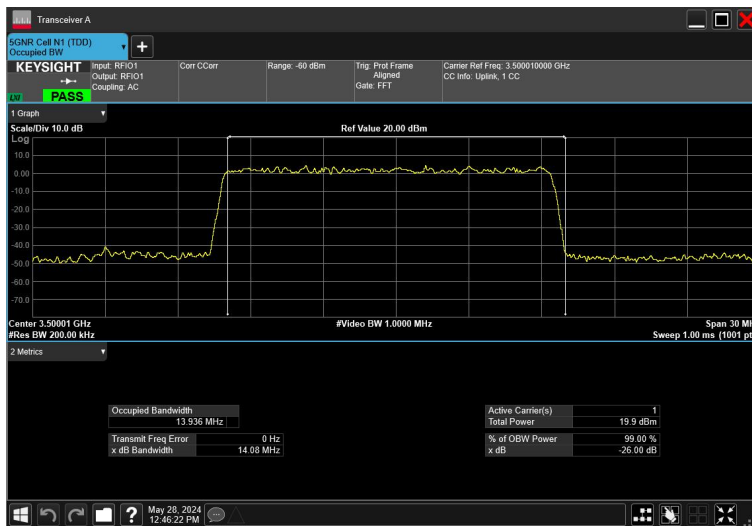 Transceiver A
5GNR Cell N1 (TDD)
Occupied BW
KEYSIGHT
LXI
PASS
Input: RFIO1
Output: RFIO1
Coupling: AC
Corr CCorr
Range: -60 dBm
Trig: Prot Frame
Aligned
Gate: FFT
Carrier Ref Freq: 3.500010000 GHz
CC Info: Uplink, 1 CC
1 Graph
Scale/Div 10.0 dB
Ref Value 20.00 dBm
Log
10.0
0.00
-10.0
-20.0
-30.0
-40.0
-50.0
-60.0
-70.0
Center 3.50001 GHz
#Video BW 1.0000 MHz
Span 30 MH
#Res BW 200.00 kHz
Sweep 1.00 ms (1001 pt
2 Metrics
Occupied Bandwidth
13.936 MHz
Transmit Freq Error 0 Hz
x dB Bandwidth 14.08 MHz
Active Carrier(s) 1
Total Power 19.9 dBm
% of OBW Power 99.00 %
x dB -26.00 dB
May 28, 2024
12:46:22 PM